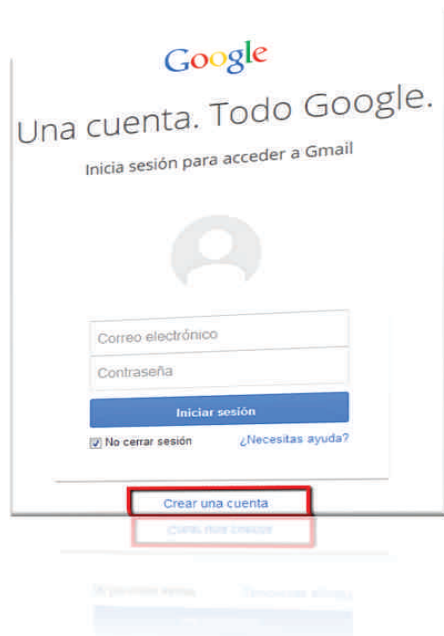 Google
Una cuenta. Todo Google.
Inicia sesión para acceder a Gmail
Correo electrónico
Contraseña
Iniciar sesión
No cerrar sesión ¿Necesitas ayuda?
Crear una cuenta